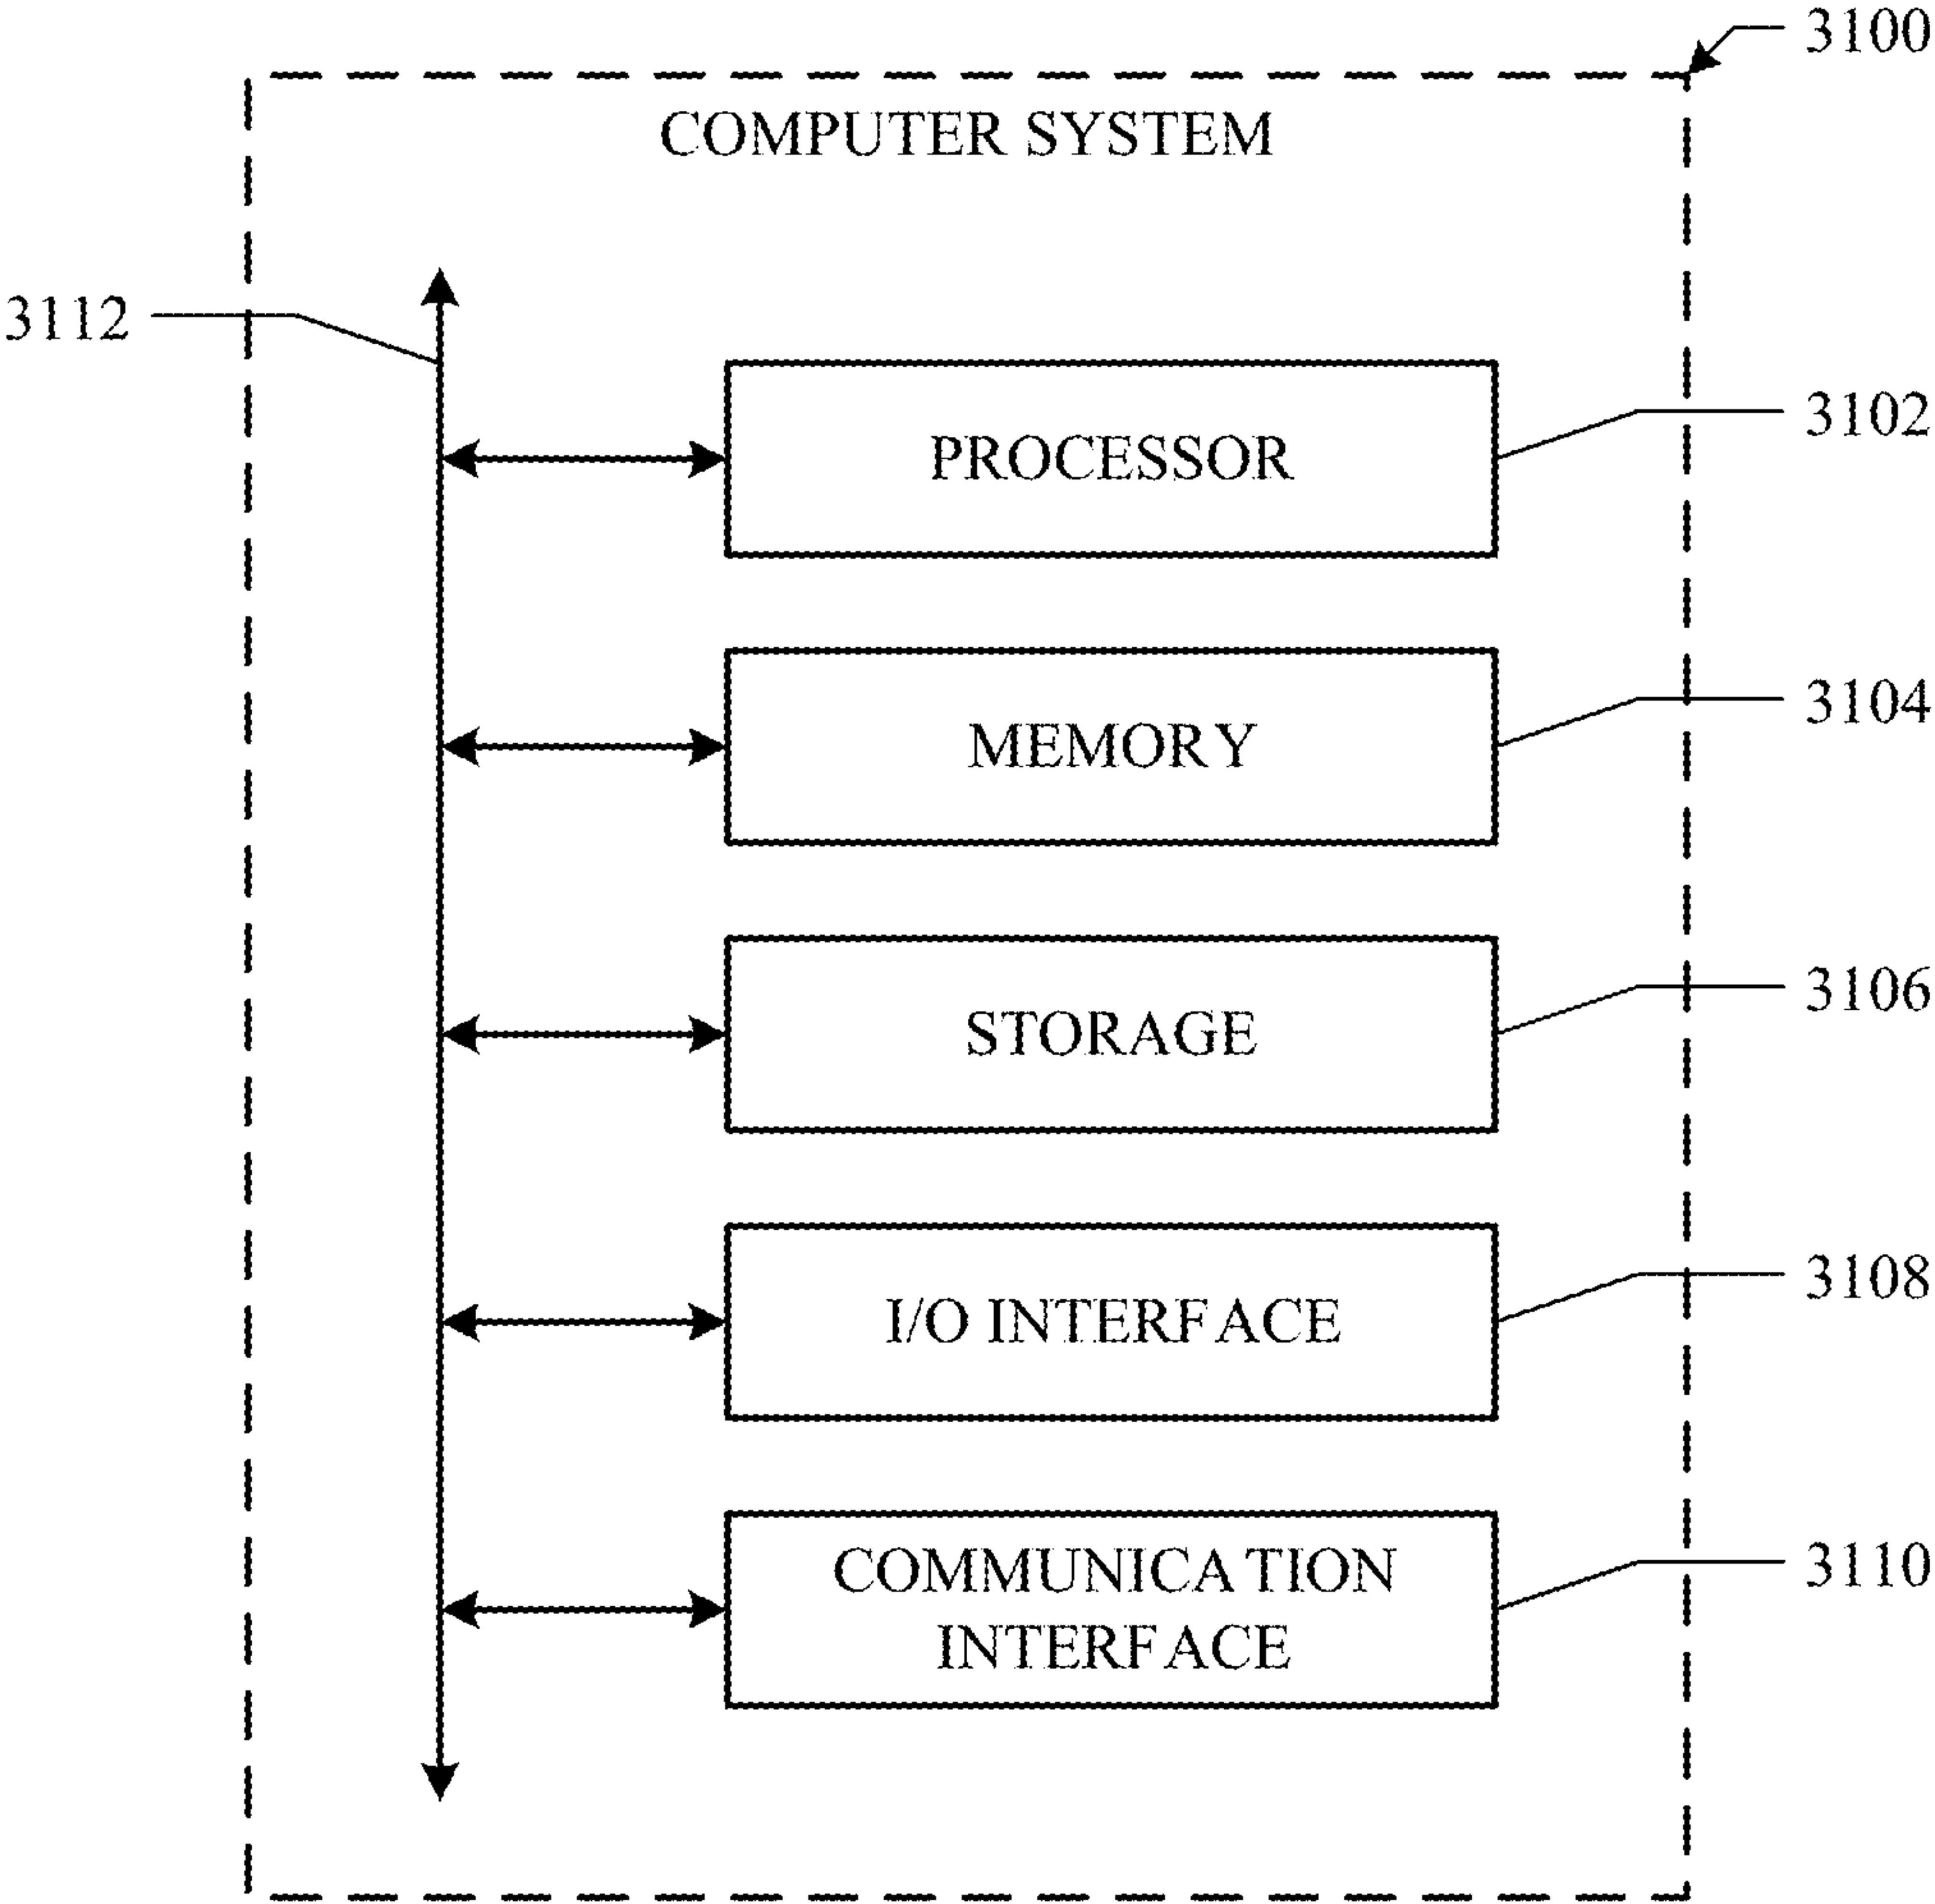 3100
COMPUTER SYSTEM
3112
PROCESSOR
3102
MEMORY
3104
STORAGE
3106
I/O INTERFACE
3108
COMMUNICATION
INTERFACE
3110